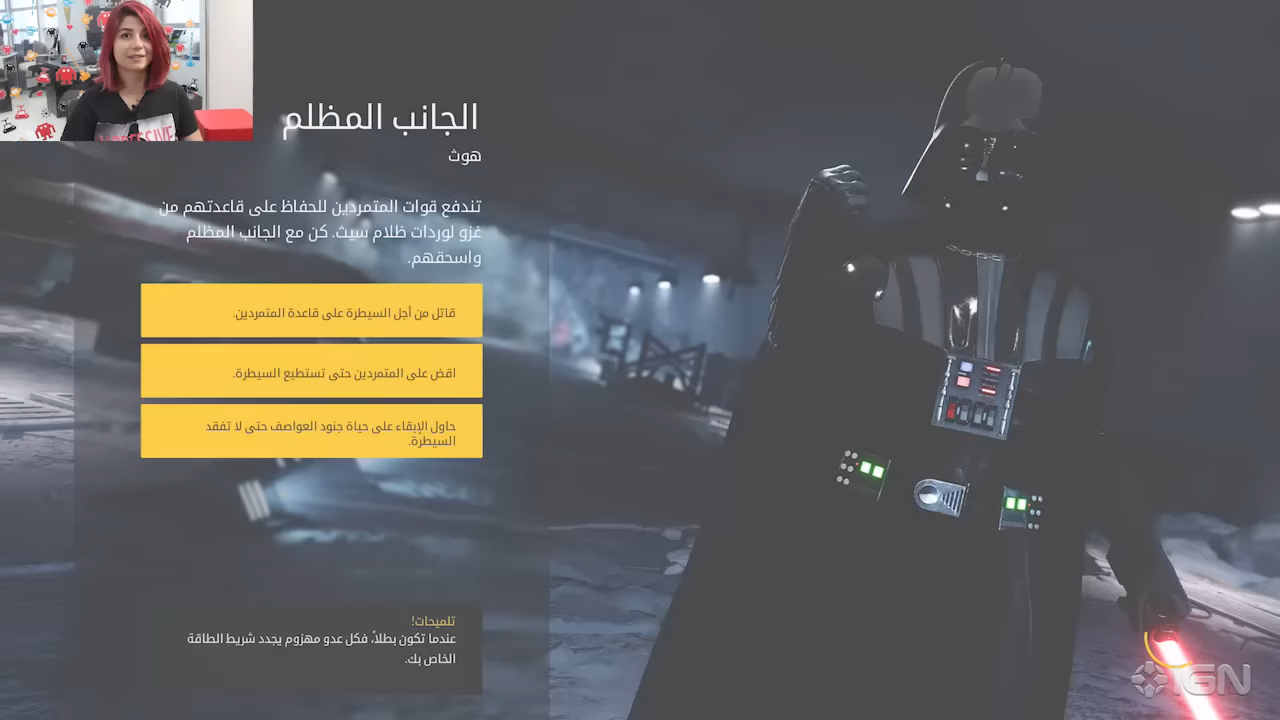 الجانب المظلم
هوث
تندفع قوات المتمردين للحفاظ على قاعدتهم من
غزو لوردات ظلام سيث. كن مع الجانب المظلم
واسحقهم.
قاتل من أجل السيطرة على قاعدة المتمردين.
اقض على المتمردين حتى تستطيع السيطرة.
حاول الإبقاء على حياة جنود العواصف حتى لا تفقد
السيطرة.
تلميحات!
عندما تكون بطلاً، فكل عدو مهزوم يجدد شريط الطاقة
الخاص بك.
IGN